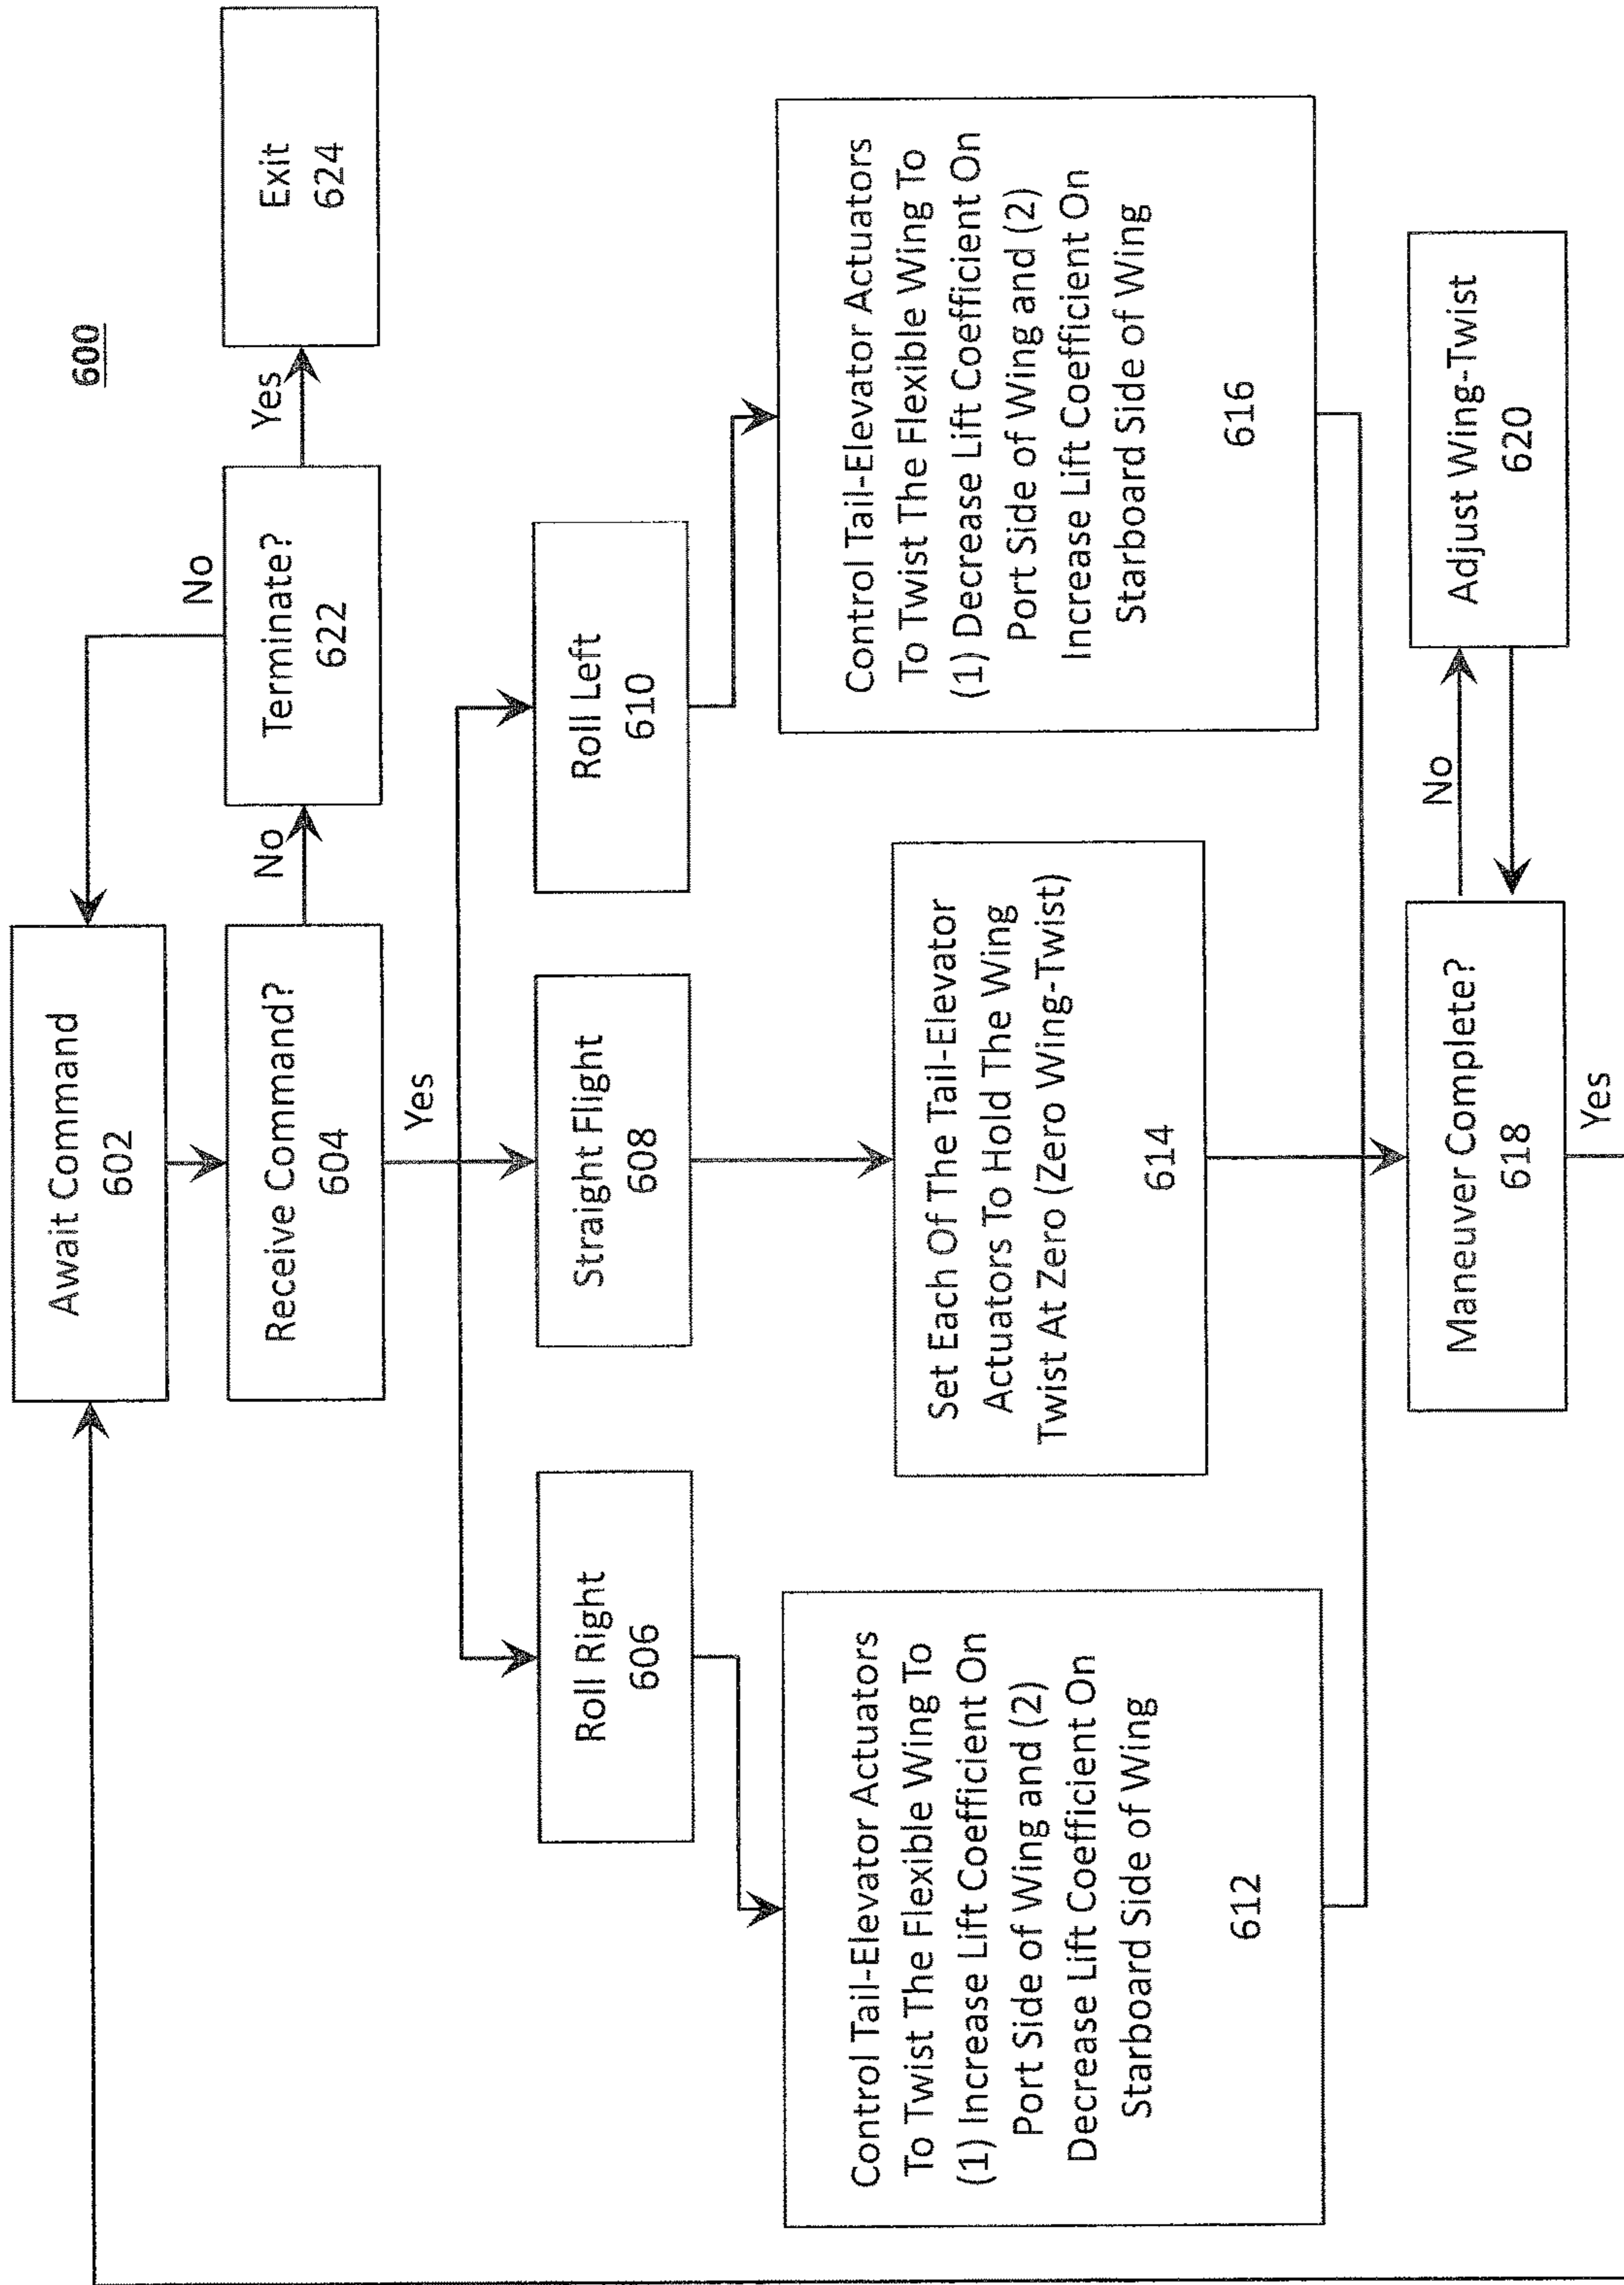 600
Await Command
602
Receive Command?
604
No
Terminate?
622
No
Yes
Exit
624
Yes
Roll Right
606
Straight Flight
608
Roll Left
610
Control Tail-Elevator Actuators
To Twist The Flexible Wing To
(1) Increase Lift Coefficient On
Port Side of Wing and (2)
Decrease Lift Coefficient On
Starboard Side of Wing
612
Set Each Of The Tail-Elevator
Actuators To Hold The Wing
Twist At Zero (Zero Wing-Twist)
614
Control Tail-Elevator Actuators
To Twist The Flexible Wing To
(1) Decrease Lift Coefficient On
Port Side of Wing and (2)
Increase Lift Coefficient On
Starboard Side of Wing
616
Maneuver Complete?
618
No
Adjust Wing-Twist
620
Yes